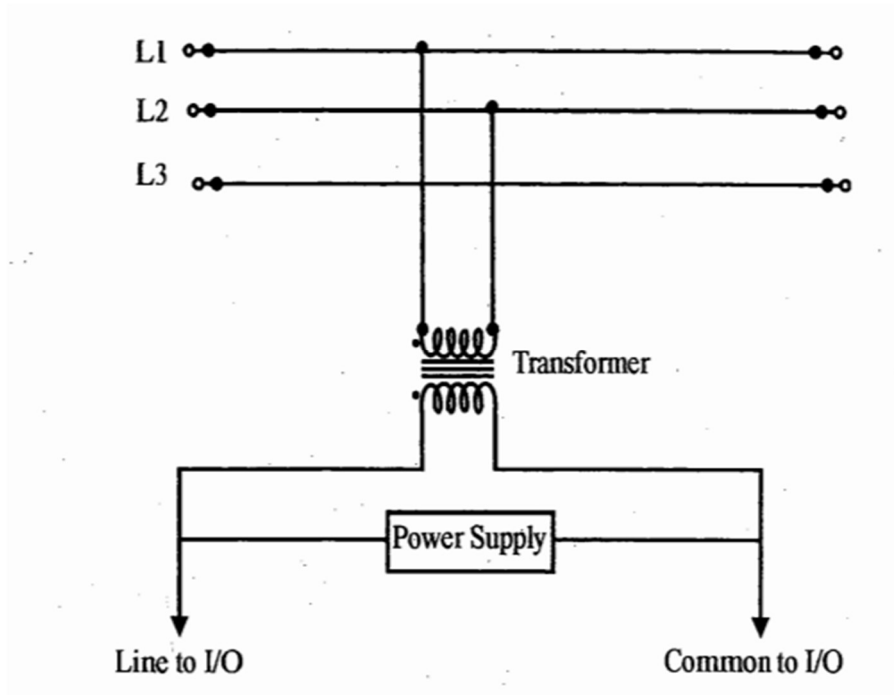 L1
L2
L3
Transformer
Power Supply
Line to I/O
Common to I/O